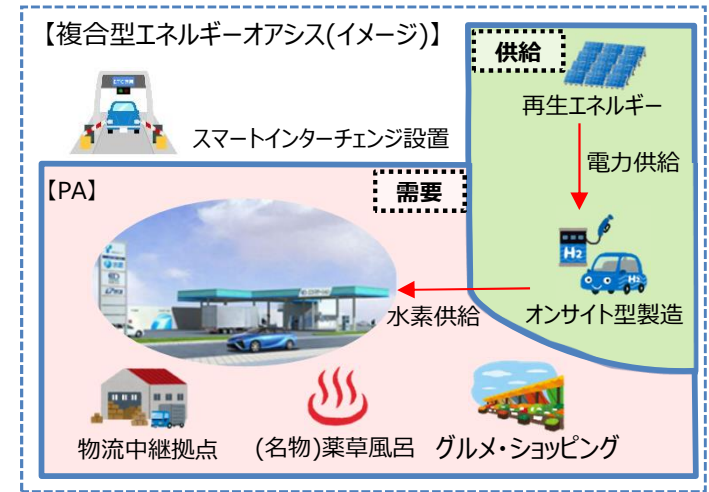 【複合型エネルギーオアシス(イメージ)】
供給
再生エネルギー
スマートインターチェンジ設置
電力供給
【PA】
需要
H2
H2
水素供給
オンサイト型製造
物流中継拠点
(名物)薬草風呂
グルメ・ショッピング